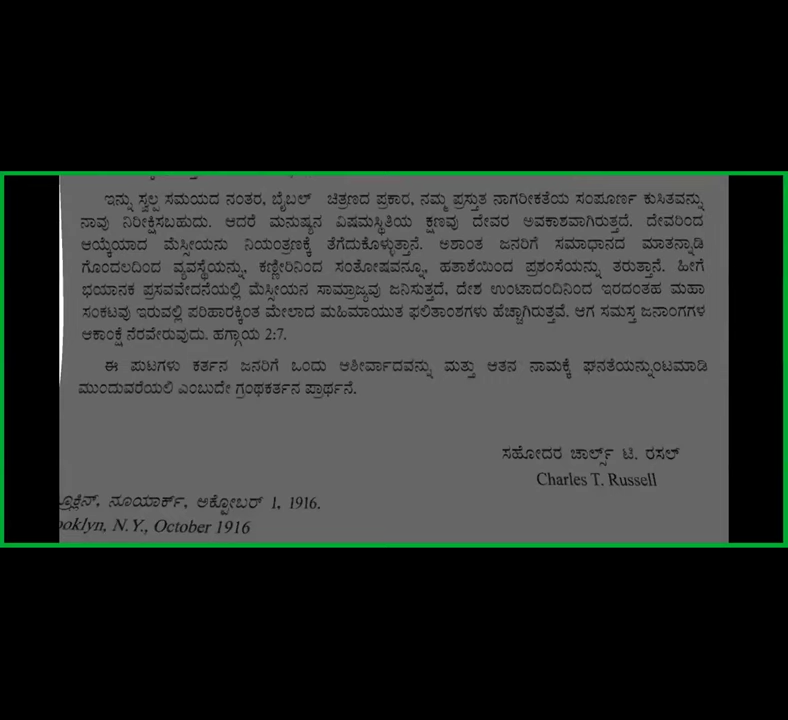 ಇನ್ನು ಸ್ವಲ್ಪ ಸಮಯದ ನಂತರ, ಬೈಬಲ್ ಚಿತ್ರಣದ ಪ್ರಕಾರ, ನಮ್ಮ ಪ್ರಸ್ತುತ ನಾಗರೀಕತೆಯ ಸಂಪೂರ್ಣ ಕುಸಿತವನ್ನು
ನಾವು ನಿರೀಕ್ಷಿಸಬಹುದು. ಆದರೆ ಮನುಷ್ಯನ ವಿಷಮಸ್ಥಿತಿಯ ಕ್ಷಣವು ದೇವರ ಅವಕಾಶವಾಗಿರುತ್ತದೆ. ದೇವರಿಂದ
ಆಯ್ಕೆಯಾದ ಮೆಸ್ಸೀಯನು ನಿಯಂತ್ರಣಕ್ಕೆ ತೆಗೆದುಕೊಳ್ಳುತ್ತಾನೆ. ಅಶಾಂತ ಜನರಿಗೆ ಸಮಾಧಾನದ ಮಾತನ್ನಾಡಿ
ಗೊಂದಲದಿಂದ ವ್ಯವಸ್ಥೆಯನ್ನು, ಕಣ್ಣೀರಿನಿಂದ ಸಂತೋಷವನ್ನೂ, ಹತಾಶೆಯಿಂದ ಪ್ರಶಂಸೆಯನ್ನು ತರುತ್ತಾನೆ. ಹೀಗೆ
ಭಯಾನಕ ಪ್ರಸವವೇದನೆಯಲ್ಲಿ ಮೆಸ್ಸೀಯನ ಸಾಮ್ರಾಜ್ಯವು ಜನಿಸುತ್ತದೆ, ದೇಶ ಉಂಟಾದಂದಿನಿಂದ ಇರದಂತಹ ಮಹಾ
ಸಂಕಟವು ಇರುವಲ್ಲಿ ಪರಿಹಾರಕ್ಕಿಂತ ಮೇಲಾದ ಮಹಿಮಾಯುತ ಫಲಿತಾಂಶಗಳು ಹೆಚ್ಚಾಗಿರುತ್ತವೆ. ಆಗ ಸಮಸ್ತ ಜನಾಂಗಗಳ
ಆಕಾಂಕ್ಷೆ ನೆರವೇರುವುದು. ಹಗ್ಗಾಯ 2:7.
ಈ ಪುಟಗಳು ಕರ್ತನ ಜನರಿಗೆ ಒಂದು ಆಶೀರ್ವಾದವನ್ನು ಮತ್ತು ಆತನ ನಾಮಕ್ಕೆ ಘನತೆಯನ್ನುಂಟಮಾಡಿ
ಮುಂದುವರೆಯಲಿ ಎಂಬುದೇ ಗ್ರಂಥಕರ್ತನ ಪ್ರಾರ್ಥನೆ.
ಸಹೋದರ ಚಾರ್ಲ್ಸ್ ಟಿ. ರಸಲ್
Charles T. Russell
ನೂಯಾರ್ಕ್, ಅಕ್ಟೋಬರ್ 1, 1916.
ooklyn, N.Y., October 1916